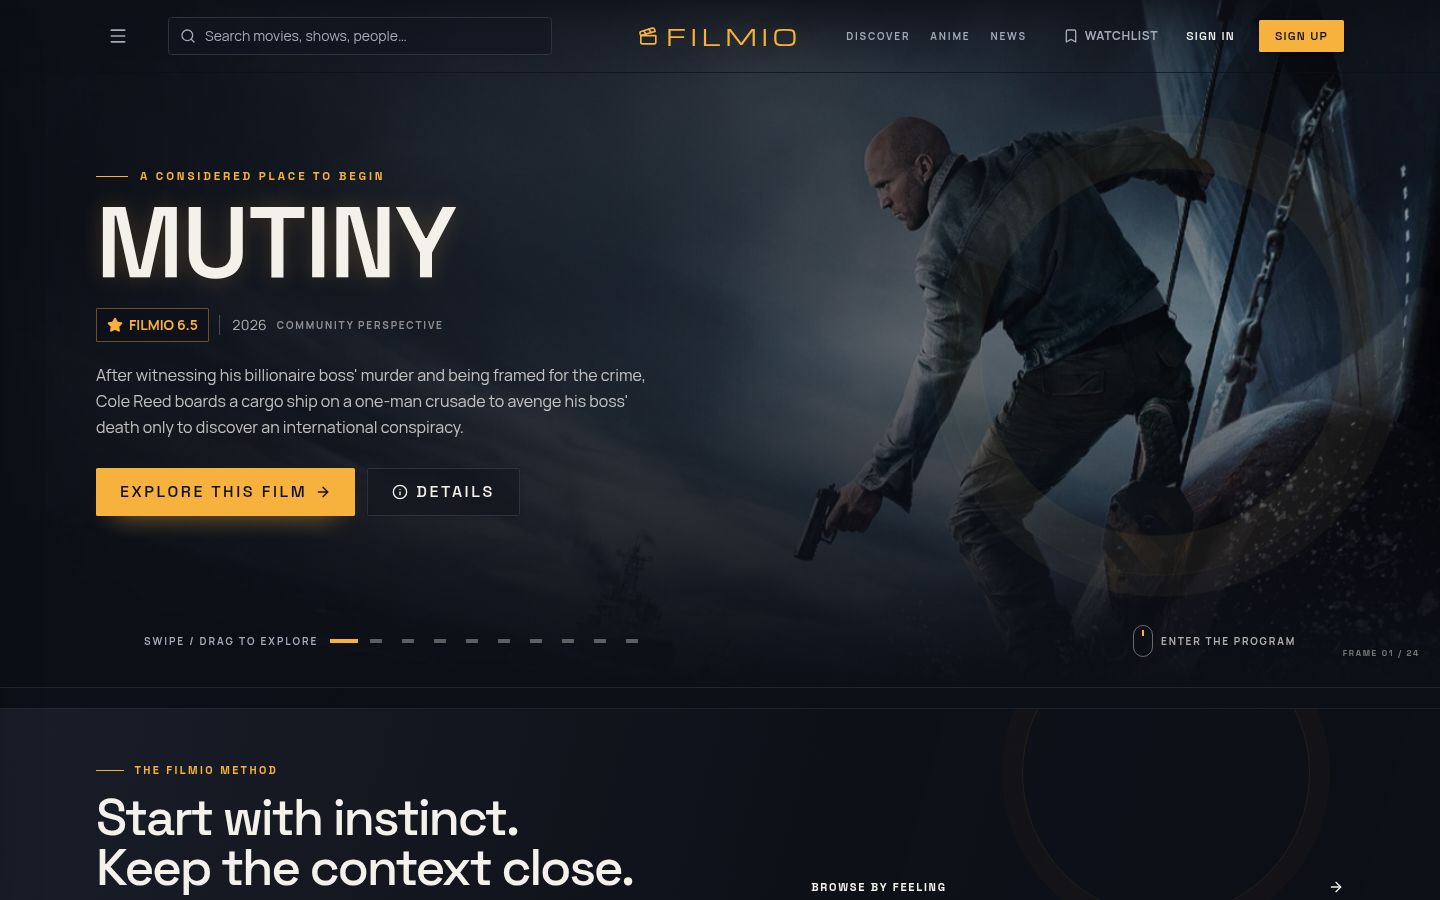 Search movies, shows, people...
FILMIO
DISCOVER
ANIME
NEWS
WATCHLIST
SIGN IN
SIGN UP
A CONSIDERED PLACE TO BEGIN
MUTINY
FILMIO 6.5
2026
COMMUNITY PERSPECTIVE
After witnessing his billionaire boss' murder and being framed for the crime,
Cole Reed boards a cargo ship on a one-man crusade to avenge his boss'
death only to discover an international conspiracy.
EXPLORE THIS FILM
DETAILS
SWIPE / DRAG TO EXPLORE
ENTER THE PROGRAM
FRAME 01 / 24
THE FILMIO METHOD
Start with instinct.
Keep the context close.
BROWSE BY FEELING